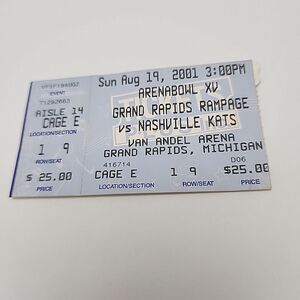 Sun Aug 19, 2001 3:00PM
EVENT
71292663
ARENABOWL XV
AISLE 14
GRAND RAPIDS RAMPAGE
CAGE E
VS NASHVILLE KATS
LOCATION/SECTION
VAN ANDEL ARENA
1 9
GRAND RAPIDS, MICHIGAN
ROW/SEAT
416714
D06
$ 25.00
CAGE E
1 9
$25.00
LOCATION/SECTION
ROW/SEAT